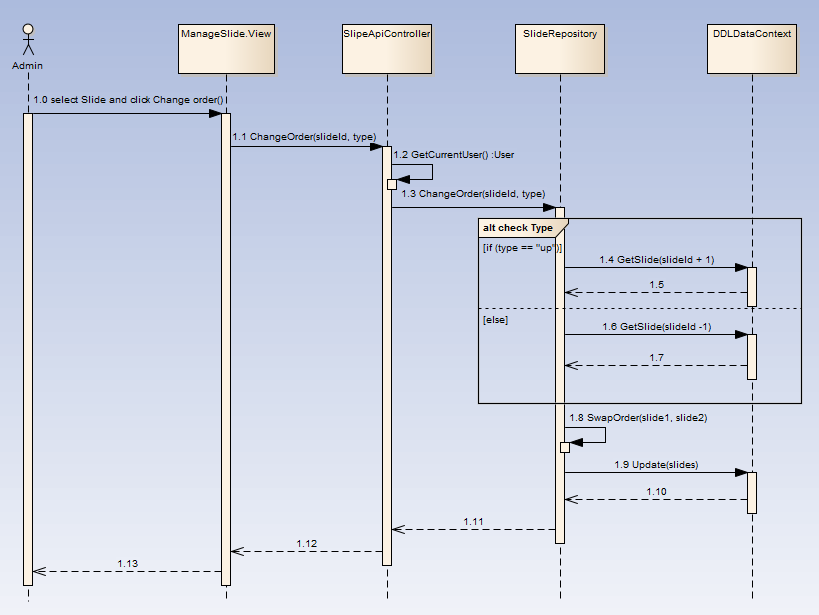 Admin
ManageSlide.View
SlipeApiController
SlideRepository
DDLDataContext
1.0 select Slide and click Change order()
1.1 ChangeOrder(slideId, type)
1.2 GetCurrentUser() :User
1.3 ChangeOrder(slideId, type)
alt check Type
[if (type == "up")]
1.4 GetSlide(slideId + 1)
1.5
[else]
1.6 GetSlide(slideId -1)
1.7
1.8 SwapOrder(slide1, slide2)
1.9 Update(slides)
1.10
1.11
1.12
1.13